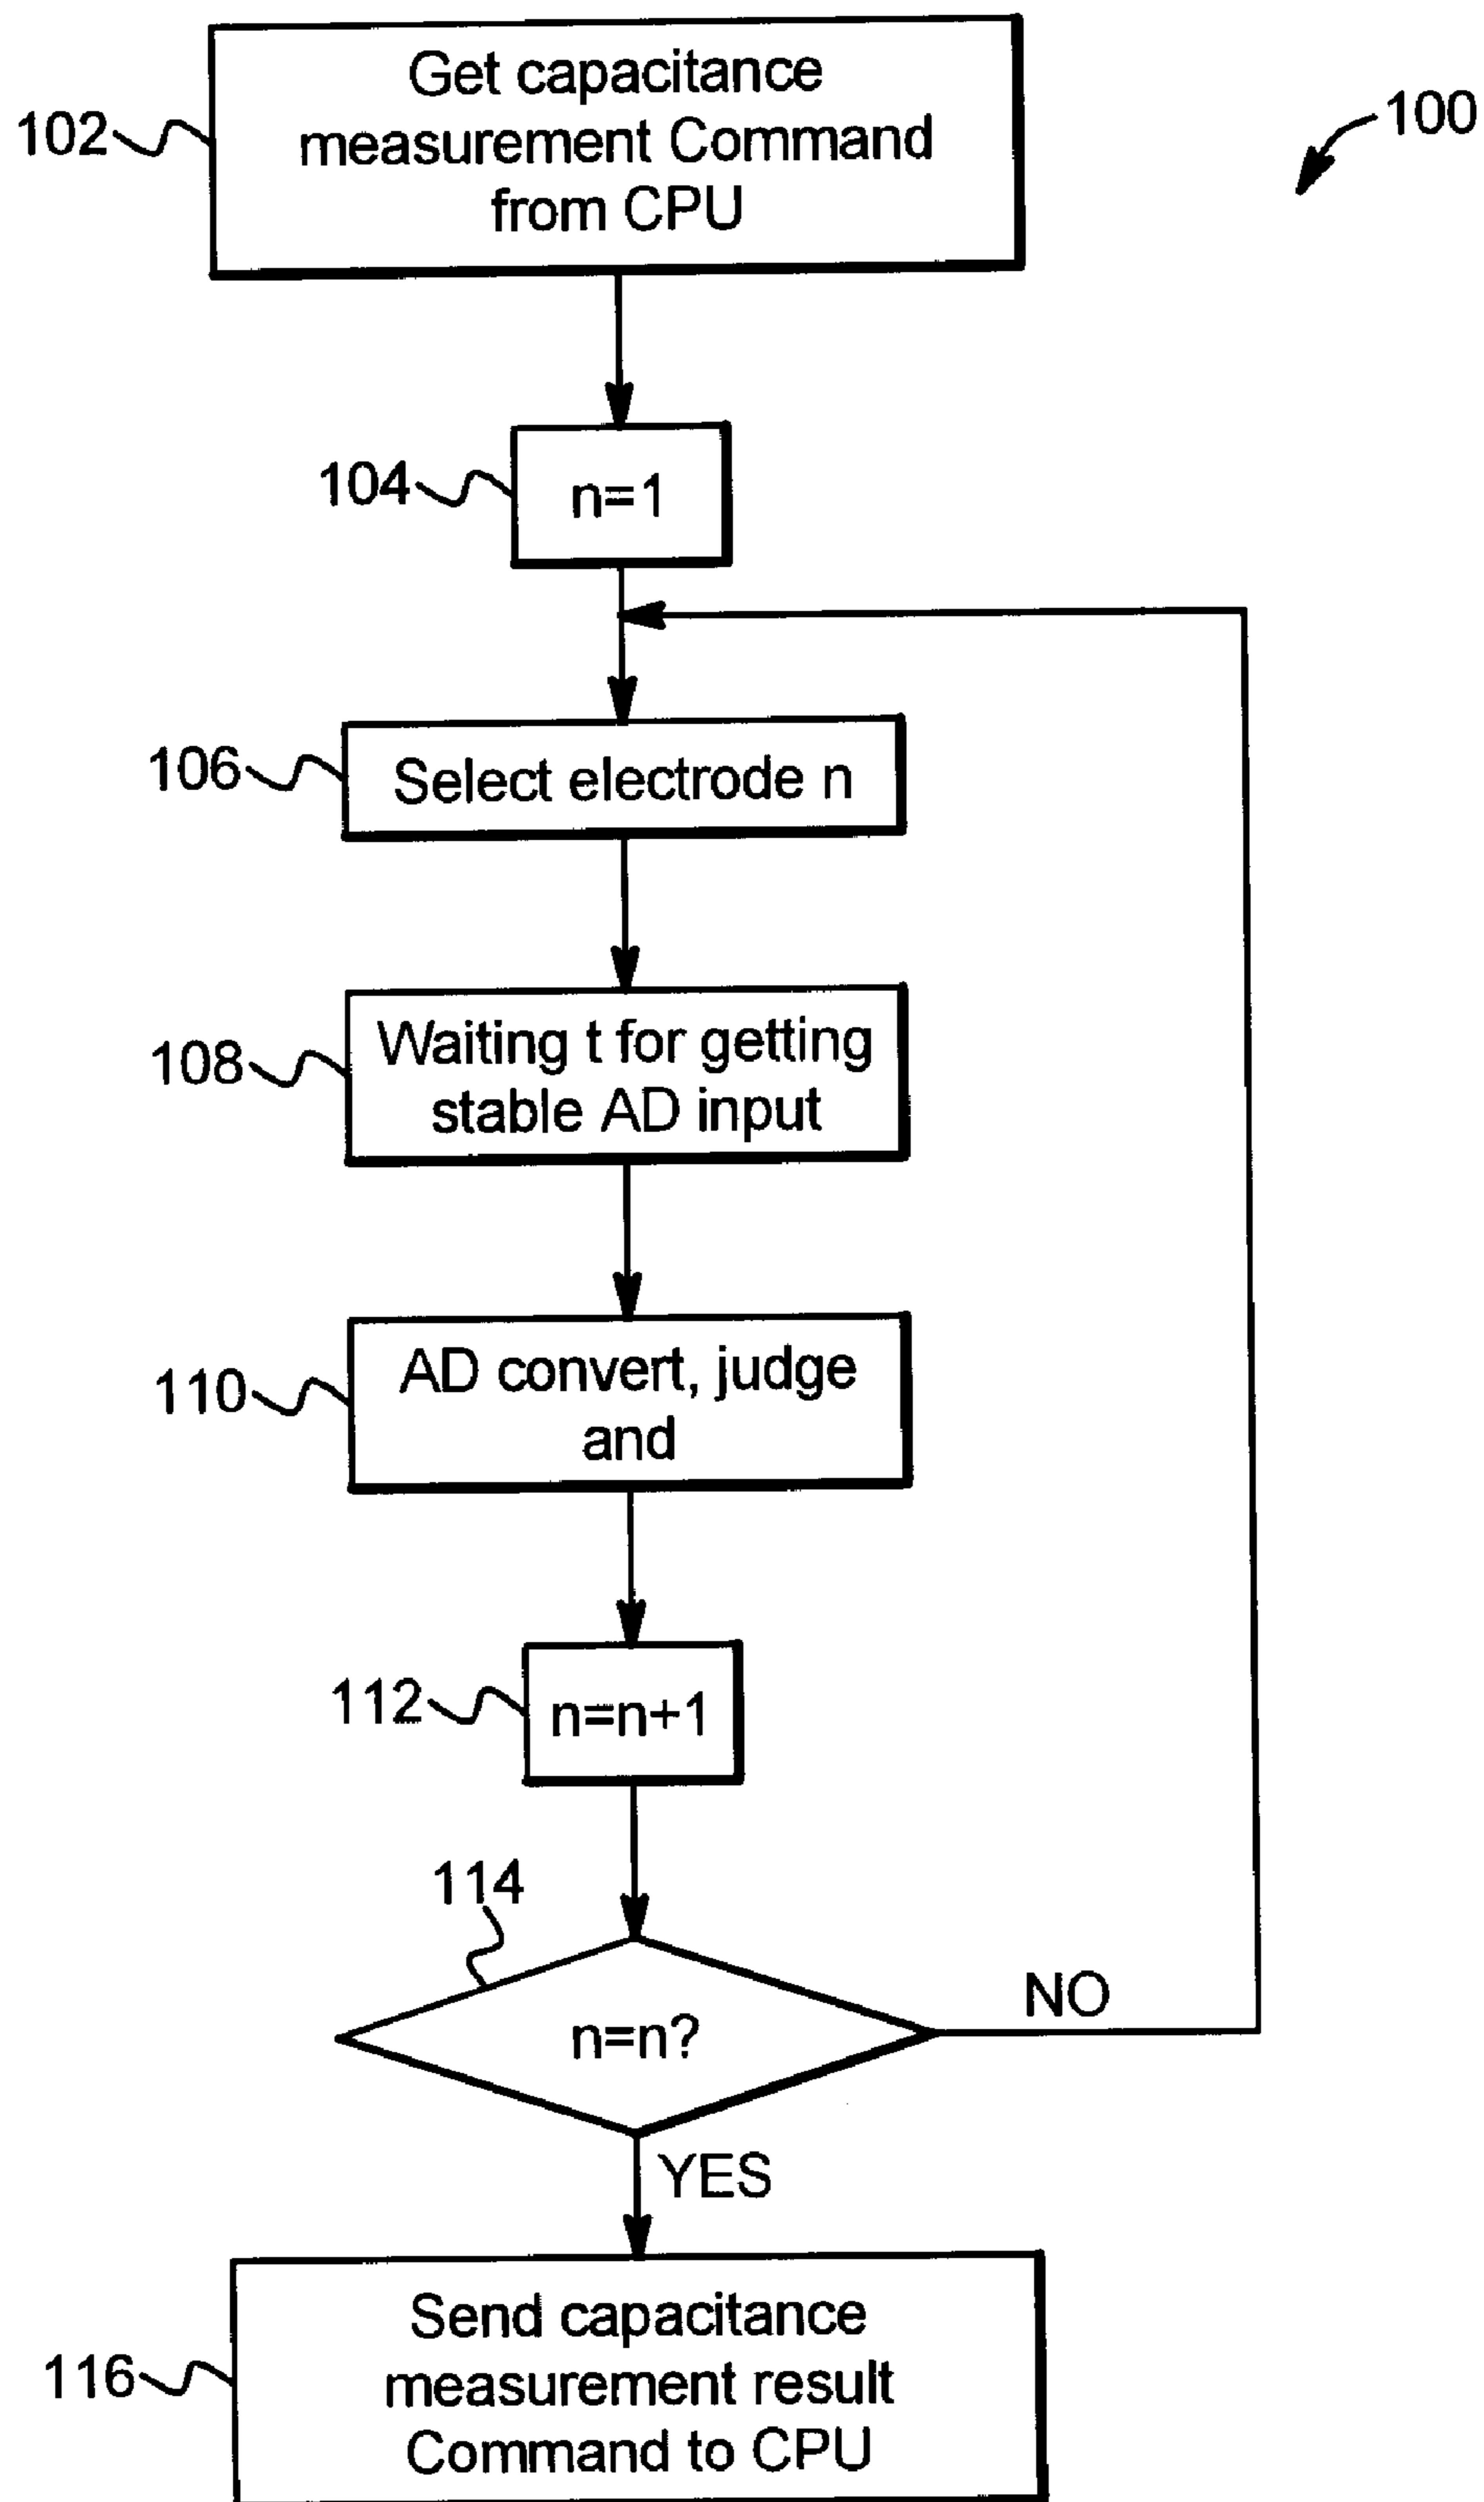 Get capacitance
measurement Command
from CPU
102
100
104
n=1
106
Select electrode n
108
Waiting t for getting
stable AD input
110
AD convert, judge
and
112
n=n+1
114
n=n?
NO
YES
116
Send capacitance
measurement result
Command to CPU